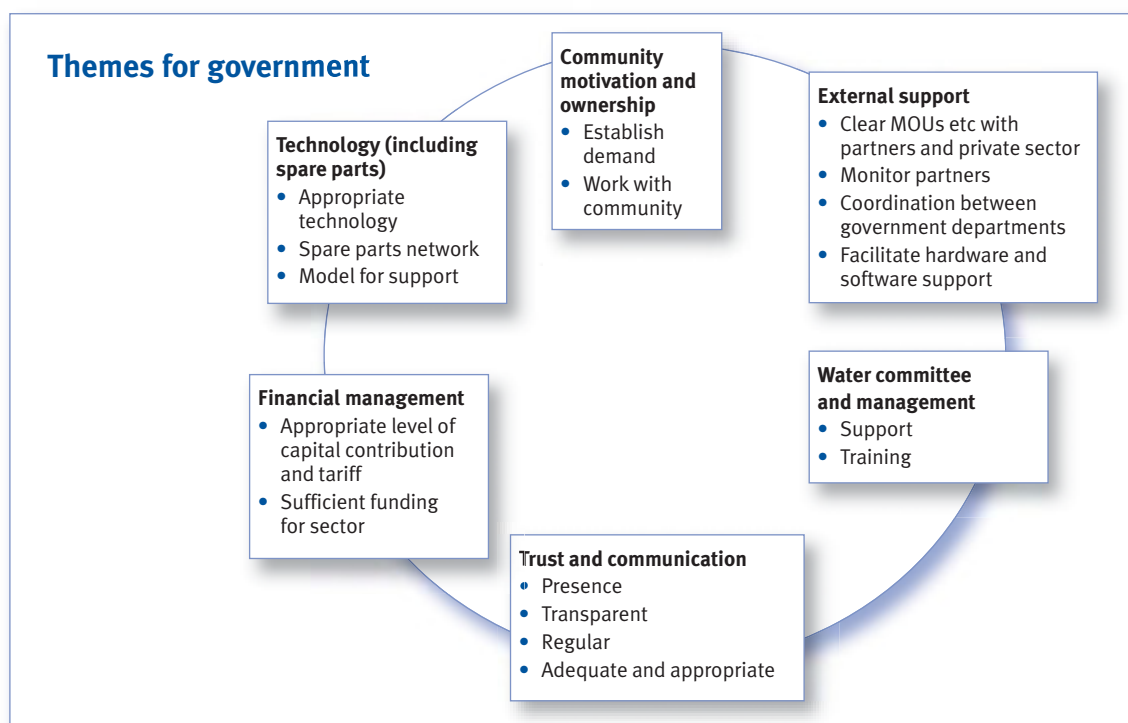 Themes for government
Community
motivation and
ownership
• Establish
demand
• Work with
community
External support
• Clear MOUs etc with
partners and private sector
• Monitor partners
• Coordination between
government departments
• Facilitate hardware and
software support
Water committee
and management
• Support
• Training
Trust and communication
• Presence
• Transparent
• Regular
• Adequate and appropriate
Financial management
• Appropriate level of
capital contribution
and tariff
• Sufficient funding
for sector
Technology (including
spare parts)
• Appropriate
technology
• Spare parts network
• Model for support